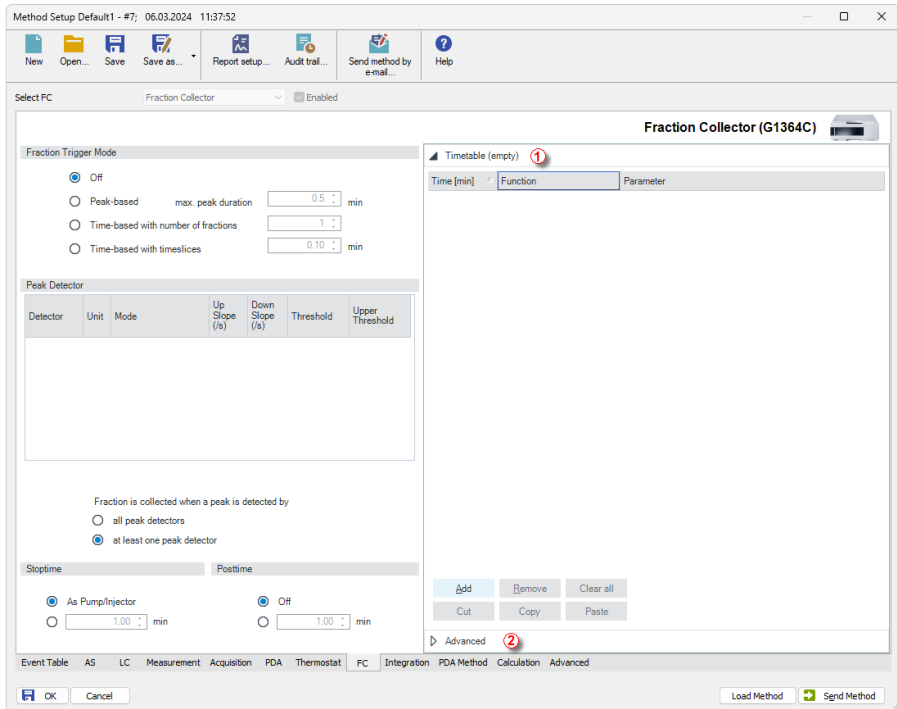 Method Setup Default1 - #7; 06.03.2024 11:37:52
New Open... Save Save as... Report setup... Audit trail... Send method by e-mail... Help
Select FC Fraction Collector Enabled
Fraction Collector (G1364C)
Fraction Trigger Mode
Off
Peak-based max. peak duration 0.5 min
Time-based with number of fractions 1
Time-based with timeslices 0.10 min
Peak Detector
Detector Unit Mode Up Slope (/s) Down Slope (/s) Threshold Upper Threshold
Fraction is collected when a peak is detected by
all peak detectors
at least one peak detector
Stoptime Posttime
As Pump/Injector Off
1.00 min 1.00 min
Timetable (empty) 1
Time [min] Function Parameter
Add Remove Clear all
Cut Copy Paste
Advanced 2
Event Table AS LC Measurement Acquisition PDA Thermostat FC Integration PDA Method Calculation Advanced
OK Cancel Load Method Send Method